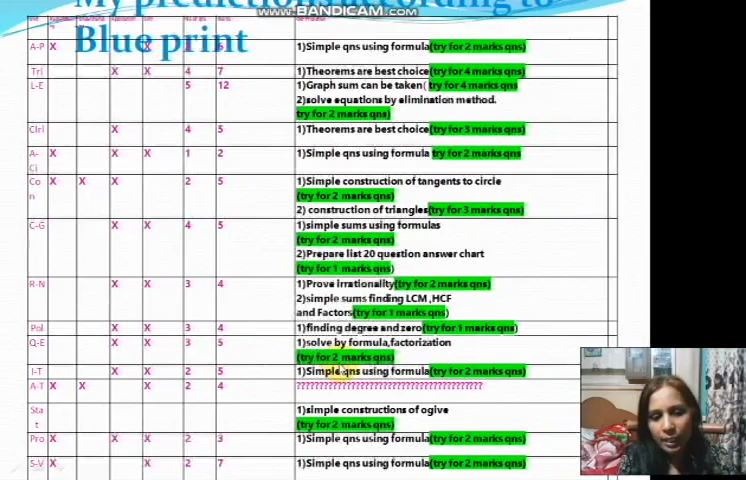 My prediction According to
WWW.BANDICAM.COM
Blue print
A-P X X 6 1)Simple qns using formula(try for 2 marks qns)
Tri X X 4 7 1)Theorems are best choice(try for 4 marks qns)
L-E 5 12 1)Graph sum can be taken( try for 4 marks qns
2)solve equations by elimination method.
try for 2 marks qns)
Clrl X 4 5 1)Theorems are best choice(try for 3 marks qns)
A- X X X 1 2 1)Simple qns using formula try for 2 marks qns
Ci
Co X X X 2 5 1)Simple construction of tangents to circle
n (try for 2 marks qns)
2) construction of triangles(try for 3 marks qns)
C-G X X 4 5 1)simple sums using formulas
(try for 2 marks qns)
2)Prepare list 20 question answer chart
(try for 1 marks qns)
R-N X X 3 4 1)Prove irrationality(try for 2 marks qns)
2)simple sums finding LCM ,HCF
and Factors(try for 1 marks qns)
Pol X X 3 4 1)finding degree and zero(try for 1 marks qns)
Q-E X X 3 5 1)solve by formula,factorization
(try for 2 marks qns)
I-T X X 2 5 1)Simple qns using formula(try for 2 marks qns)
A-T X X X 2 4 ????????????????????????????????????????
Sta 1)simple constructions of ogive
t (try for 2 marks qns)
Pro X X X 2 3 1)Simple qns using formula(try for 2 marks qns)
S-V X X 2 7 1)Simple qns using formula(try for 2 marks qns)